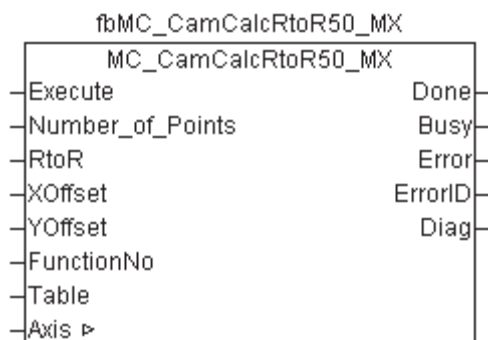 fbMC_CamCalcRtoR50_MX
MC_CamCalcRtoR50_MX
Execute Done
Number_of_Points Busy
RtoR Error
XOffset ErrorID
YOffset Diag
FunctionNo
Table
Axis ▷